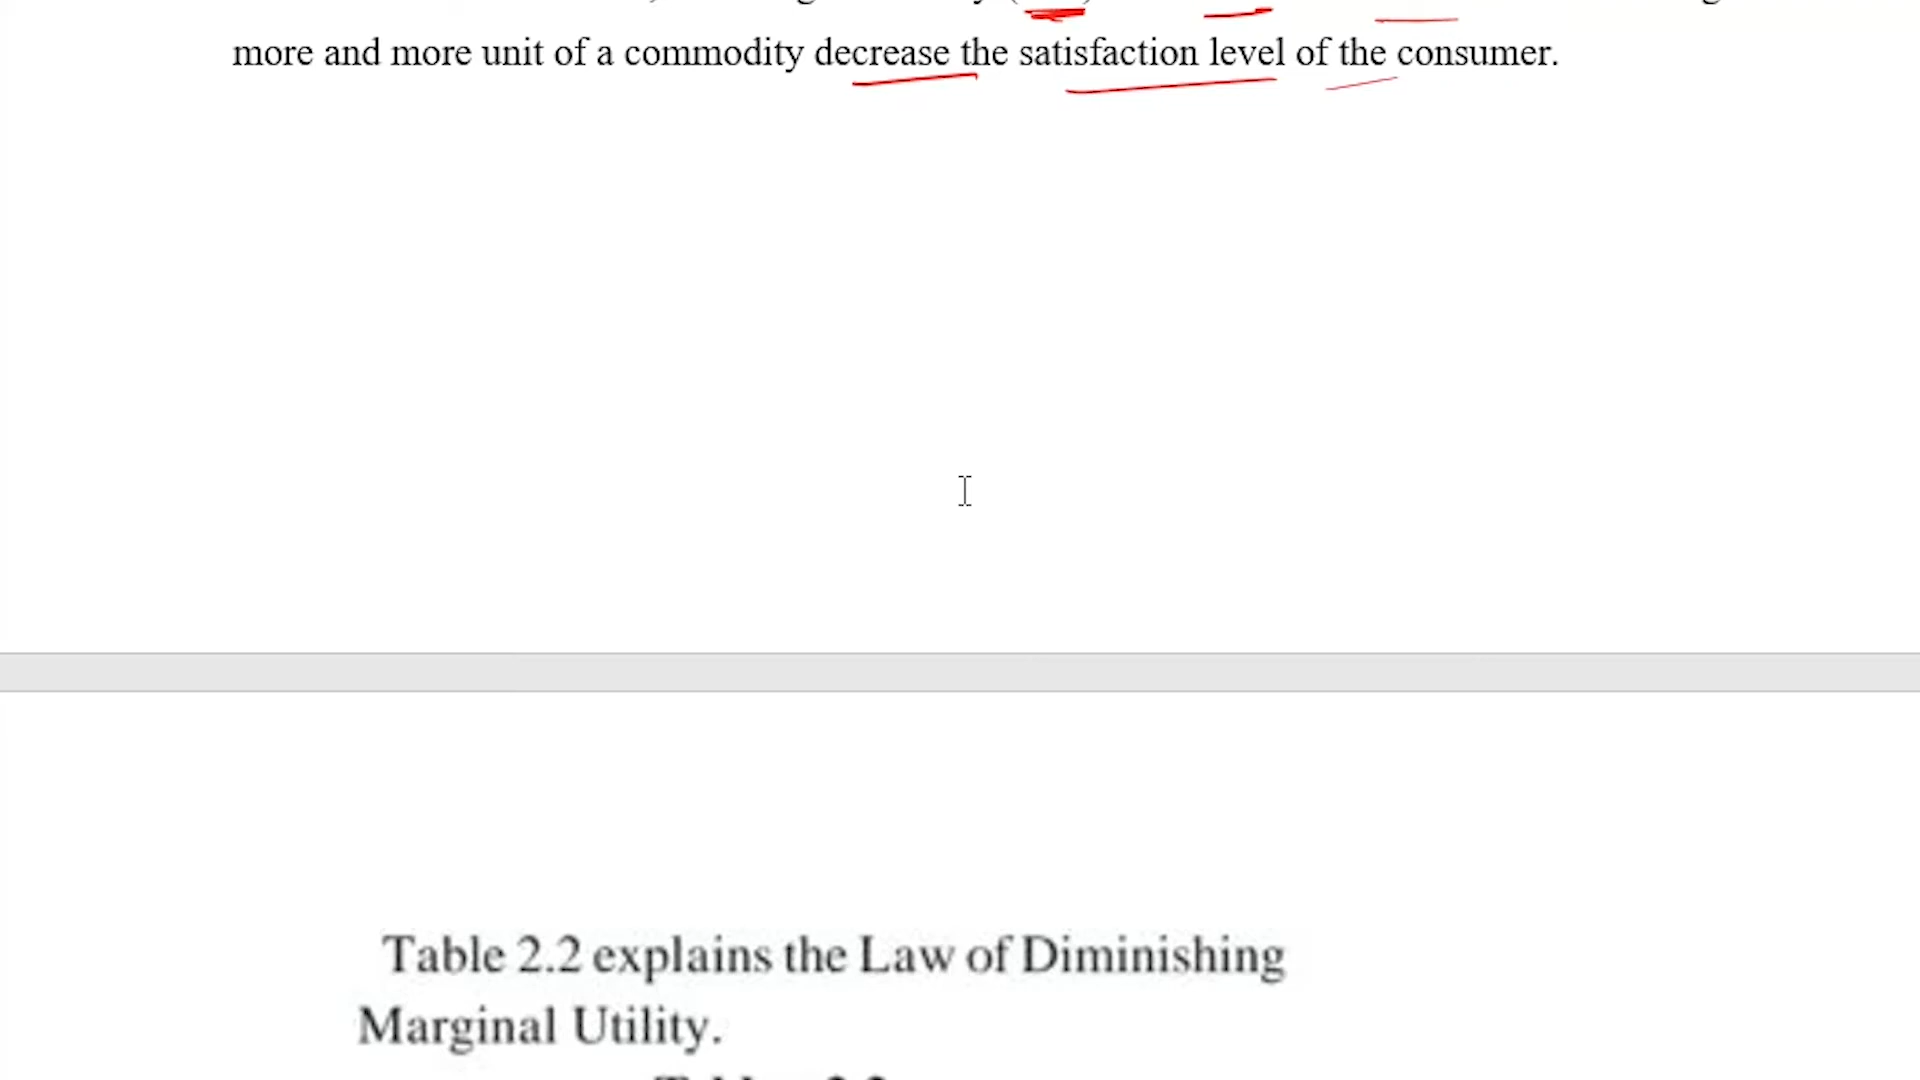 more and more unit of a commodity decrease the satisfaction level of the consumer.
Table 2.2 explains the Law of Diminishing
Marginal Utility.